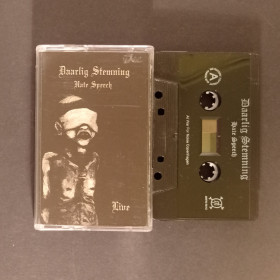 Daarlig Stemning
Hate Speech
Live
A
Daarlig Stemning
Hate Speech